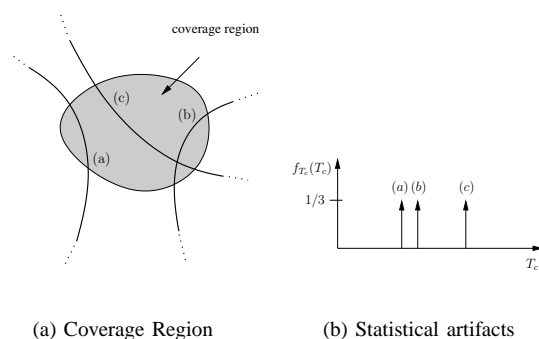 coverage region
(c)
(b)
(a)
f_{T_c}(T_c)
(a) (b) (c)
1/3
T_c
(a) Coverage Region
(b) Statistical artifacts